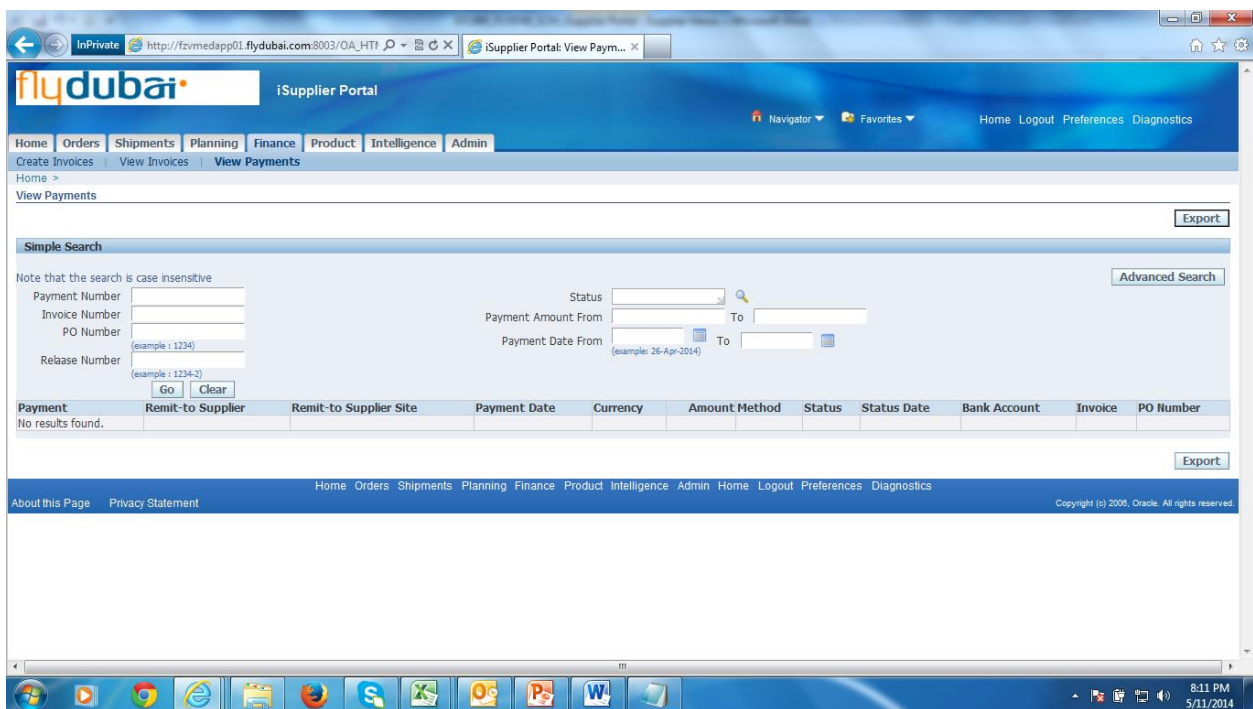 InPrivate http://fzvmedapp01.flydubai.com:8003/OA_HT iSupplier Portal: View Paym...
flydubai iSupplier Portal
Navigator Favorites Home Logout Preferences Diagnostics
Home Orders Shipments Planning Finance Product Intelligence Admin
Create Invoices | View Invoices | View Payments
Home >
View Payments
Export
Simple Search
Note that the search is case insensitive Advanced Search
Payment Number Status
Invoice Number Payment Amount From To
PO Number Payment Date From To
(example : 1234) (example: 26-Apr-2014)
Relaase Number
(example : 1234-2)
Go Clear
Payment Remit-to Supplier Remit-to Supplier Site Payment Date Currency Amount Method Status Status Date Bank Account Invoice PO Number
No results found.
Export
Home Orders Shipments Planning Finance Product Intelligence Admin Home Logout Preferences Diagnostics
About this Page Privacy Statement Copyright (c) 2006, Oracle. All rights reserved.
8:11 PM
5/11/2014